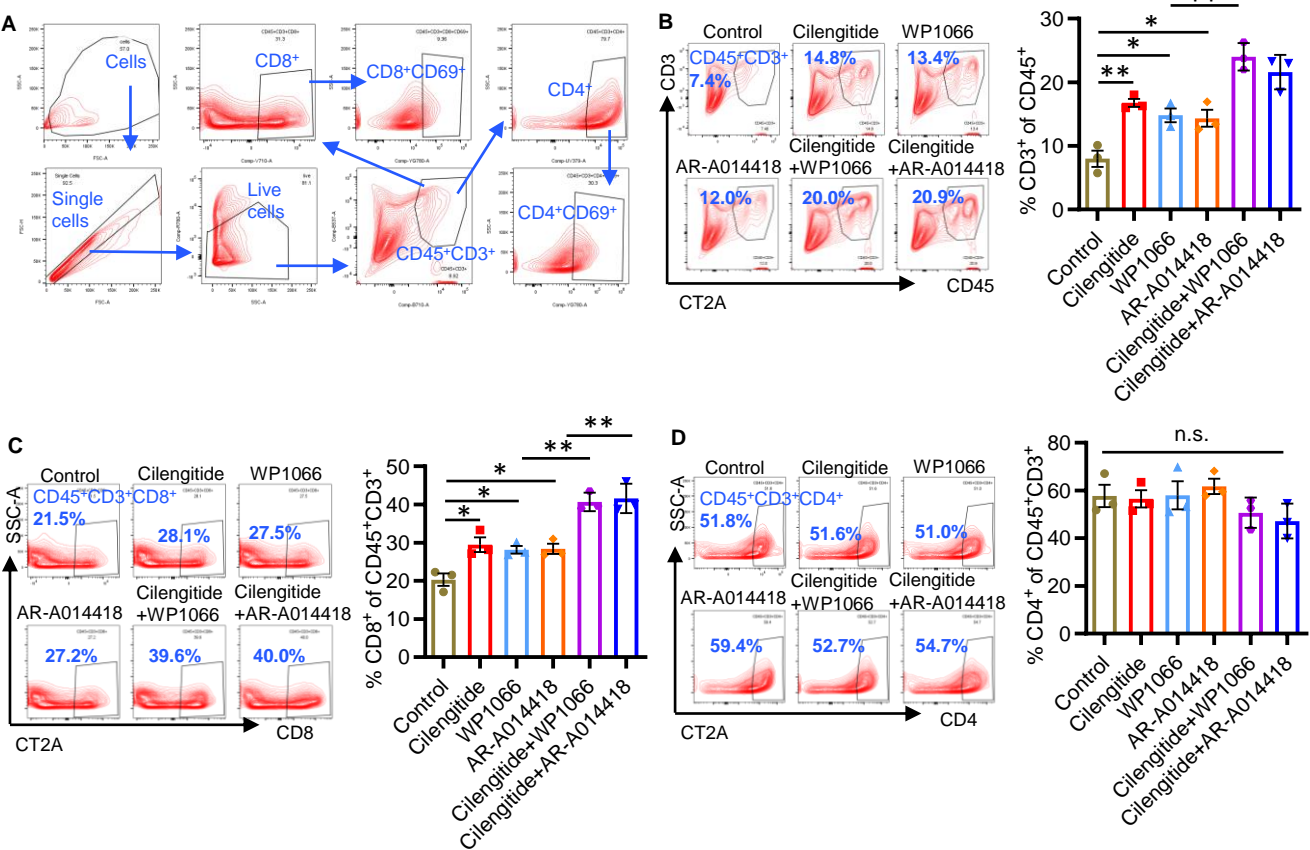 A
Cells
CD8⁺
CD8⁺CD69⁺
CD4⁺
Single cells
Live cells
CD45⁺CD3⁺
CD4⁺CD69⁺
FSC-A
SSC-A
B
Control
Cilengitide
WP1066
CD3
CD45⁺CD3⁺
7.4%
14.8%
13.4%
AR-A014418
Cilengitide
+WP1066
Cilengitide
+AR-A014418
12.0%
20.0%
20.9%
CT2A
CD45
% CD3⁺ of CD45⁺
30
20
10
0
**
*
*
Control
Cilengitide
WP1066
AR-A014418
Cilengitide+WP1066
Cilengitide+AR-A014418
C
Control
Cilengitide
WP1066
SSC-A
CD45⁺CD3⁺CD8⁺
21.5%
28.1%
27.5%
AR-A014418
Cilengitide
+WP1066
Cilengitide
+AR-A014418
27.2%
39.6%
40.0%
CT2A
CD8
% CD8⁺ of CD45⁺CD3⁺
50
40
30
20
10
0
*
*
*
**
**
Control
Cilengitide
WP1066
AR-A014418
Cilengitide+WP1066
Cilengitide+AR-A014418
D
Control
Cilengitide
WP1066
SSC-A
CD45⁺CD3⁺CD4⁺
51.8%
51.6%
51.0%
AR-A014418
Cilengitide
+WP1066
Cilengitide
+AR-A014418
59.4%
52.7%
54.7%
CT2A
CD4
% CD4⁺ of CD45⁺CD3⁺
80
60
40
20
0
n.s.
Control
Cilengitide
WP1066
AR-A014418
Cilengitide+WP1066
Cilengitide+AR-A014418